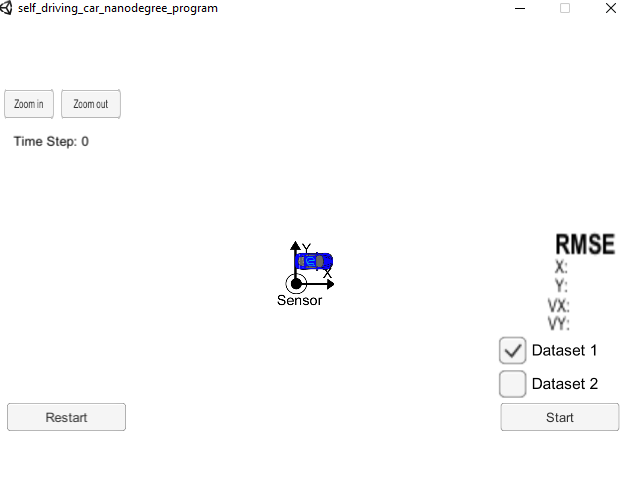 self_driving_car_nanodegree_program
Zoom in
Zoom out
Time Step: 0
Y
X
Sensor
RMSE
X:
Y:
VX:
VY:
Dataset 1
Dataset 2
Restart
Start